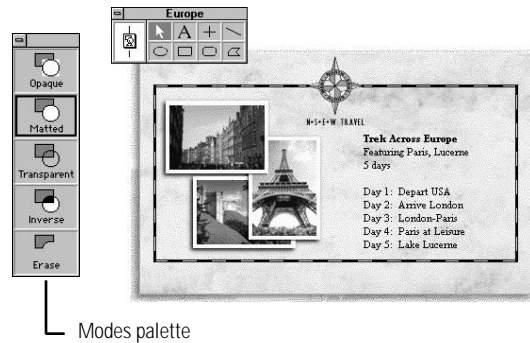 Europe
A
Opaque
Matted
Transparent
Inverse
Erase
N•S•E•W TRAVEL
Trek Across Europe
Featuring Paris, Lucerne
5 days
Day 1: Depart USA
Day 2: Arrive London
Day 3: London-Paris
Day 4: Paris at Leisure
Day 5: Lake Lucerne
Modes palette